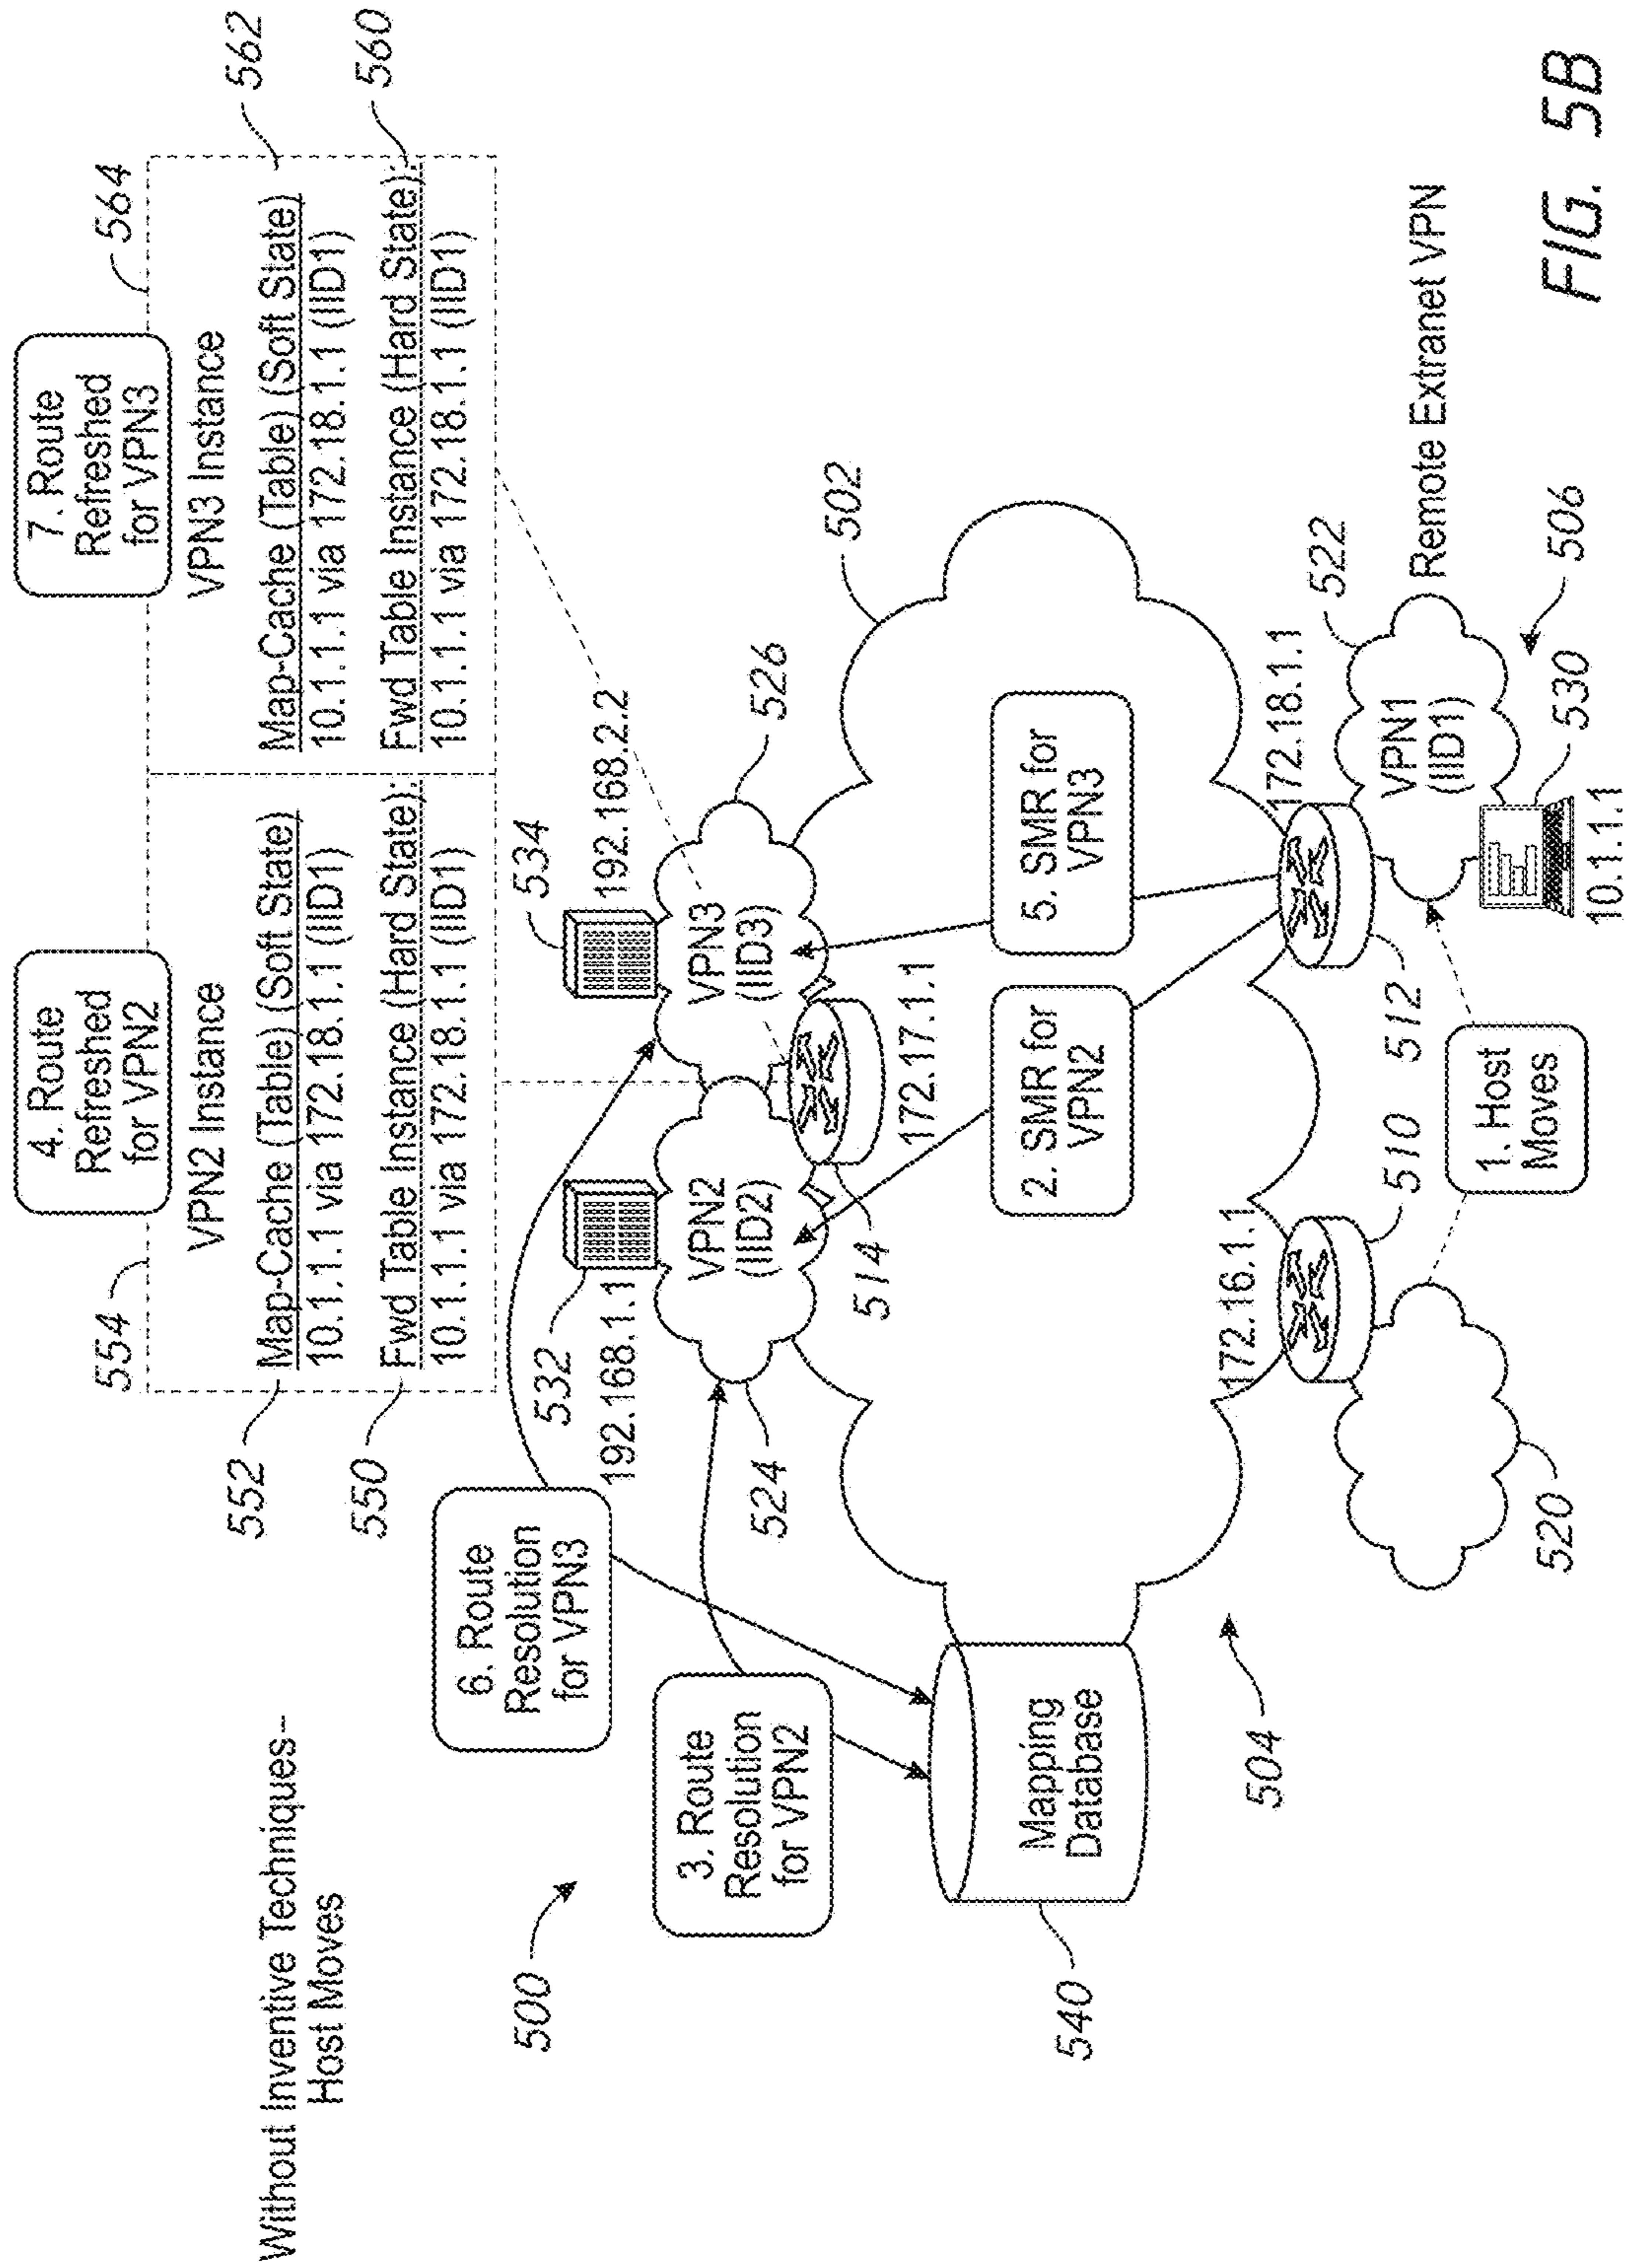 Without Inventive Techniques-
Host Moves
4. Route
Refreshed
for VPN2
7. Route
Refreshed
for VPN3
554
564
VPN2 Instance
VPN3 Instance
552
Map-Cache (Table) (Soft State)
10.1.1.1 via 172.18.1.1 (IID1)
Map-Cache (Table) (Soft State)
10.1.1.1 via 172.18.1.1 (IID1)
562
550
Fwd Table Instance (Hard State):
10.1.1.1 via 172.18.1.1 (IID1)
Fwd Table Instance (Hard State):
10.1.1.1 via 172.18.1.1 (IID1)
560
500
6. Route
Resolution
for VPN3
532
192.168.1.1
534
192.168.2.2
3. Route
Resolution
for VPN2
524
VPN2
(IID2)
VPN3
(IID3)
526
514
172.17.1.1
502
540
Mapping
Database
2. SMR for
VPN2
5. SMR for
VPN3
504
172.16.1.1
172.18.1.1
510
512
522
520
VPN1
(IID1)
Remote Extranet VPN
1. Host
Moves
530
506
10.1.1.1
FIG. 5B